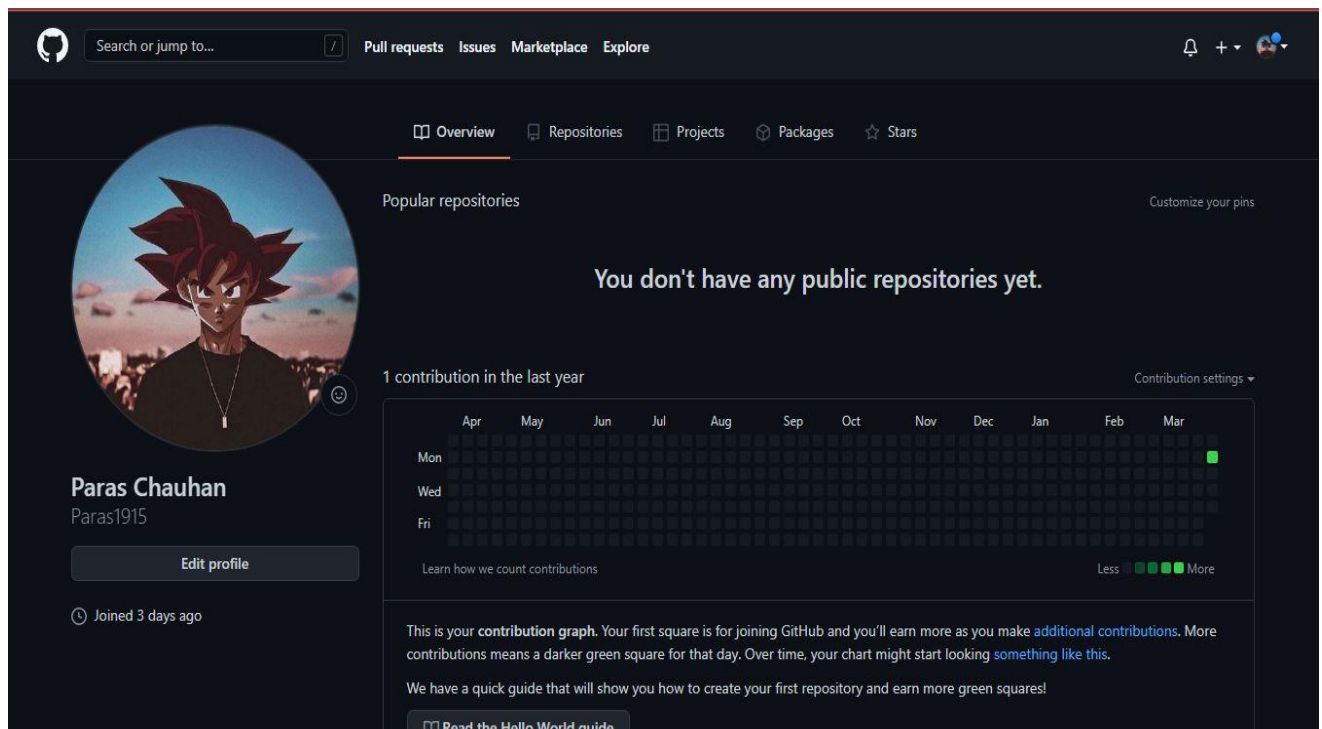 Search or jump to... /
Pull requests Issues Marketplace Explore
Overview Repositories Projects Packages Stars
Popular repositories
Customize your pins
You don't have any public repositories yet.
1 contribution in the last year
Contribution settings
Apr May Jun Jul Aug Sep Oct Nov Dec Jan Feb Mar
Mon
Wed
Fri
Learn how we count contributions
Less More
Paras Chauhan
Paras1915
Edit profile
Joined 3 days ago
This is your contribution graph. Your first square is for joining GitHub and you'll earn more as you make additional contributions. More
contributions means a darker green square for that day. Over time, your chart might start looking something like this.
We have a quick guide that will show you how to create your first repository and earn more green squares!
Read the Hello World guide